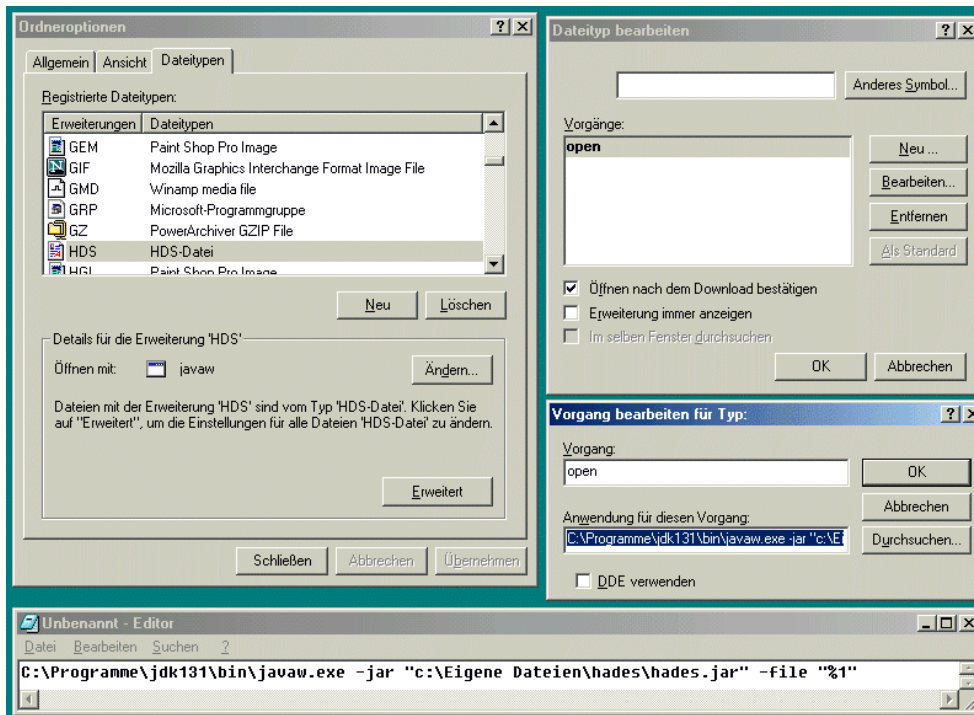 Ordneroptionen
Allgemein
Ansicht
Dateitypen
Registrierte Dateitypen:
Erweiterungen Dateitypen
GEM Paint Shop Pro Image
GIF Mozilla Graphics Interchange Format Image File
GMD Winamp media file
GRP Microsoft-Programmgruppe
GZ PowerArchiver GZIP File
HDS HDS-Datei
HGL Paint Shop Pro Image
Neu
Löschen
Details für die Erweiterung 'HDS'
Öffnen mit: javaw
Ändern...
Dateien mit der Erweiterung 'HDS' sind vom Typ 'HDS-Datei'. Klicken Sie
auf "Erweitert", um die Einstellungen für alle Dateien 'HDS-Datei' zu ändern.
Erweitert
Schließen
Abbrechen
Übernehmen
Dateityp bearbeiten
Anderes Symbol...
Vorgänge:
open
Neu ...
Bearbeiten...
Entfernen
Als Standard
Öffnen nach dem Download bestätigen
Erweiterung immer anzeigen
Im selben Fenster durchsuchen
OK
Abbrechen
Vorgang bearbeiten für Typ:
Vorgang:
open
OK
Abbrechen
Anwendung für diesen Vorgang:
C:\Programme\jdk131\bin\javaw.exe -jar "c:\Ei
Durchsuchen...
DDE verwenden
Unbenannt - Editor
Datei Bearbeiten Suchen ?
C:\Programme\jdk131\bin\javaw.exe -jar "c:\Eigene Dateien\hades\hades.jar" -file "%1"